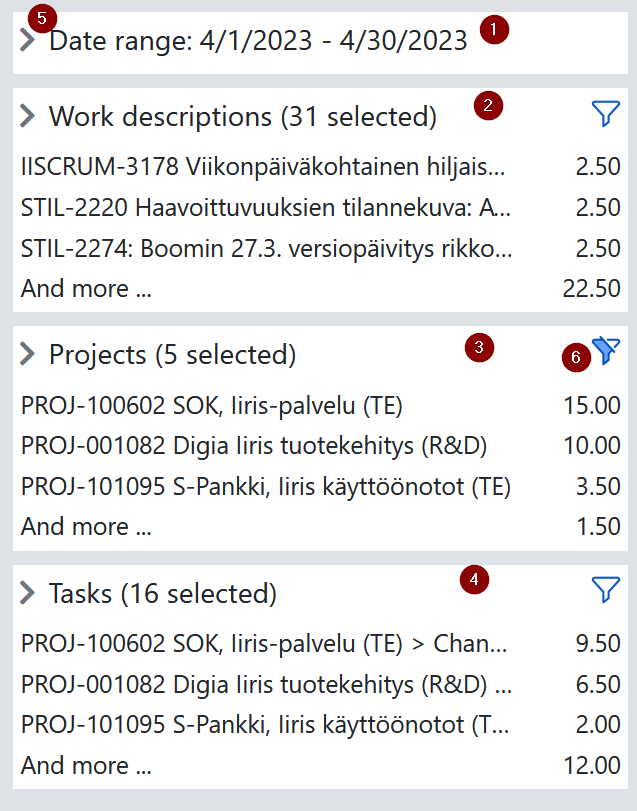 5
Date range: 4/1/2023 - 4/30/2023 1
Work descriptions (31 selected) 2
IISCRUM-3178 Viikonpäiväkohtainen hiljais... 2.50
STIL-2220 Haavoittuvuuksien tilannekuva: A... 2.50
STIL-2274: Boomin 27.3. versiopäivitys rikko... 2.50
And more ... 22.50
Projects (5 selected) 3 6
PROJ-100602 SOK, Iiris-palvelu (TE) 15.00
PROJ-001082 Digia Iiris tuotekehitys (R&D) 10.00
PROJ-101095 S-Pankki, Iiris käyttöönotot (TE) 3.50
And more ... 1.50
Tasks (16 selected) 4
PROJ-100602 SOK, Iiris-palvelu (TE) > Chan... 9.50
PROJ-001082 Digia Iiris tuotekehitys (R&D) ... 6.50
PROJ-101095 S-Pankki, Iiris käyttöönotot (T... 2.00
And more ... 12.00